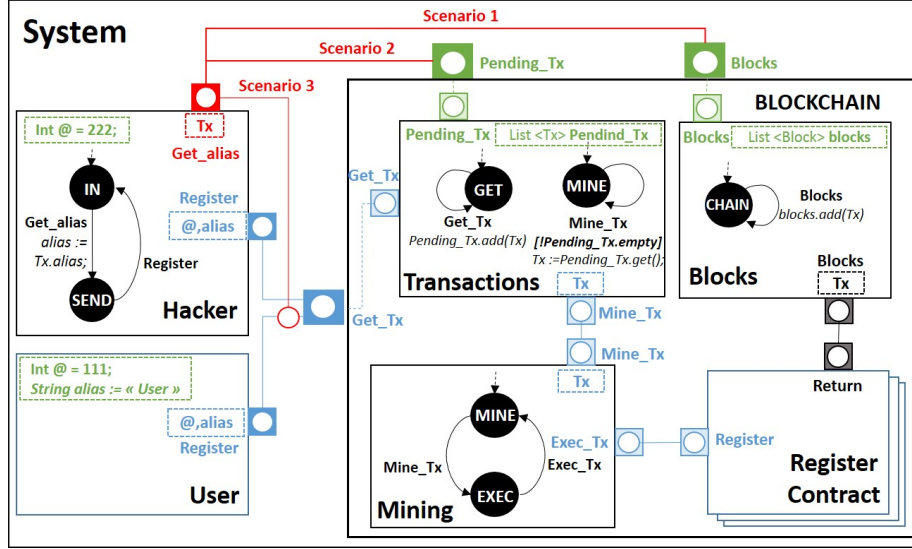 System
Scenario 1
Scenario 2
Scenario 3
Pending_Tx
Blocks
Tx
Get_alias
Int @ = 222;
IN
Get_alias
alias :=
Tx.alias;
Register
SEND
Hacker
Register
@,alias
Int @ = 111;
String alias := « User »
@,alias
Register
User
Get_Tx
Get_Tx
BLOCKCHAIN
Pending_Tx
List <Tx> Pendind_Tx
GET
Get_Tx
Pending_Tx.add(Tx)
MINE
Mine_Tx
[!Pending_Tx.empty]
Tx :=Pending_Tx.get();
Transactions
Tx
Mine_Tx
Blocks
List <Block> blocks
CHAIN
Blocks
blocks.add(Tx)
Blocks
Blocks
Tx
Mine_Tx
Tx
MINE
Mine_Tx
Exec_Tx
EXEC
Mining
Exec_Tx
Return
Register
Register
Contract